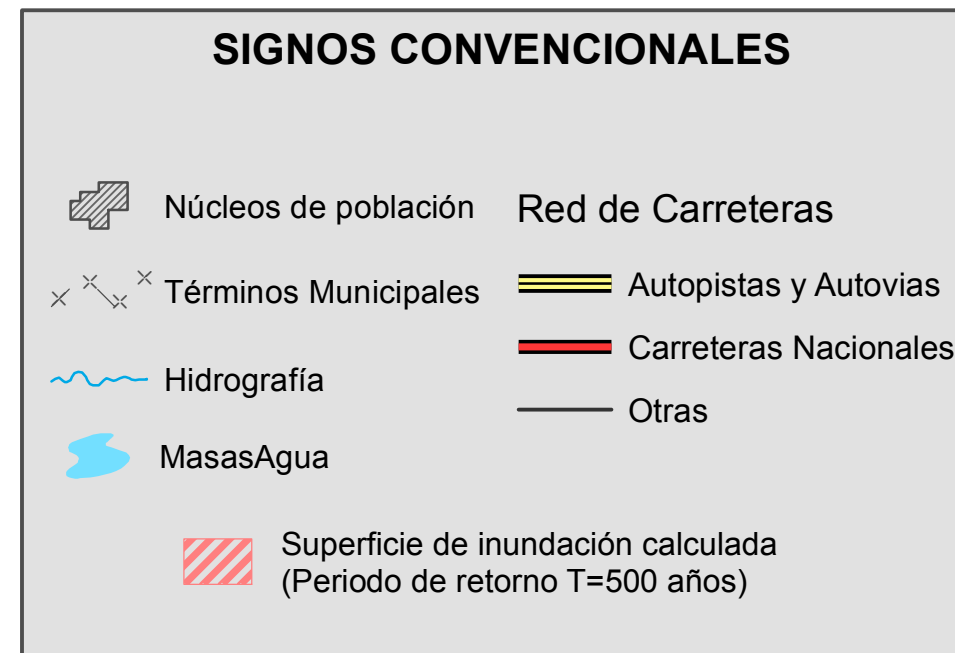 SIGNOS CONVENCIONALES
Núcleos de población
Términos Municipales
Hidrografía
MasasAgua
Red de Carreteras
Autopistas y Autovias
Carreteras Nacionales
Otras
Superficie de inundación calculada
(Periodo de retorno T=500 años)